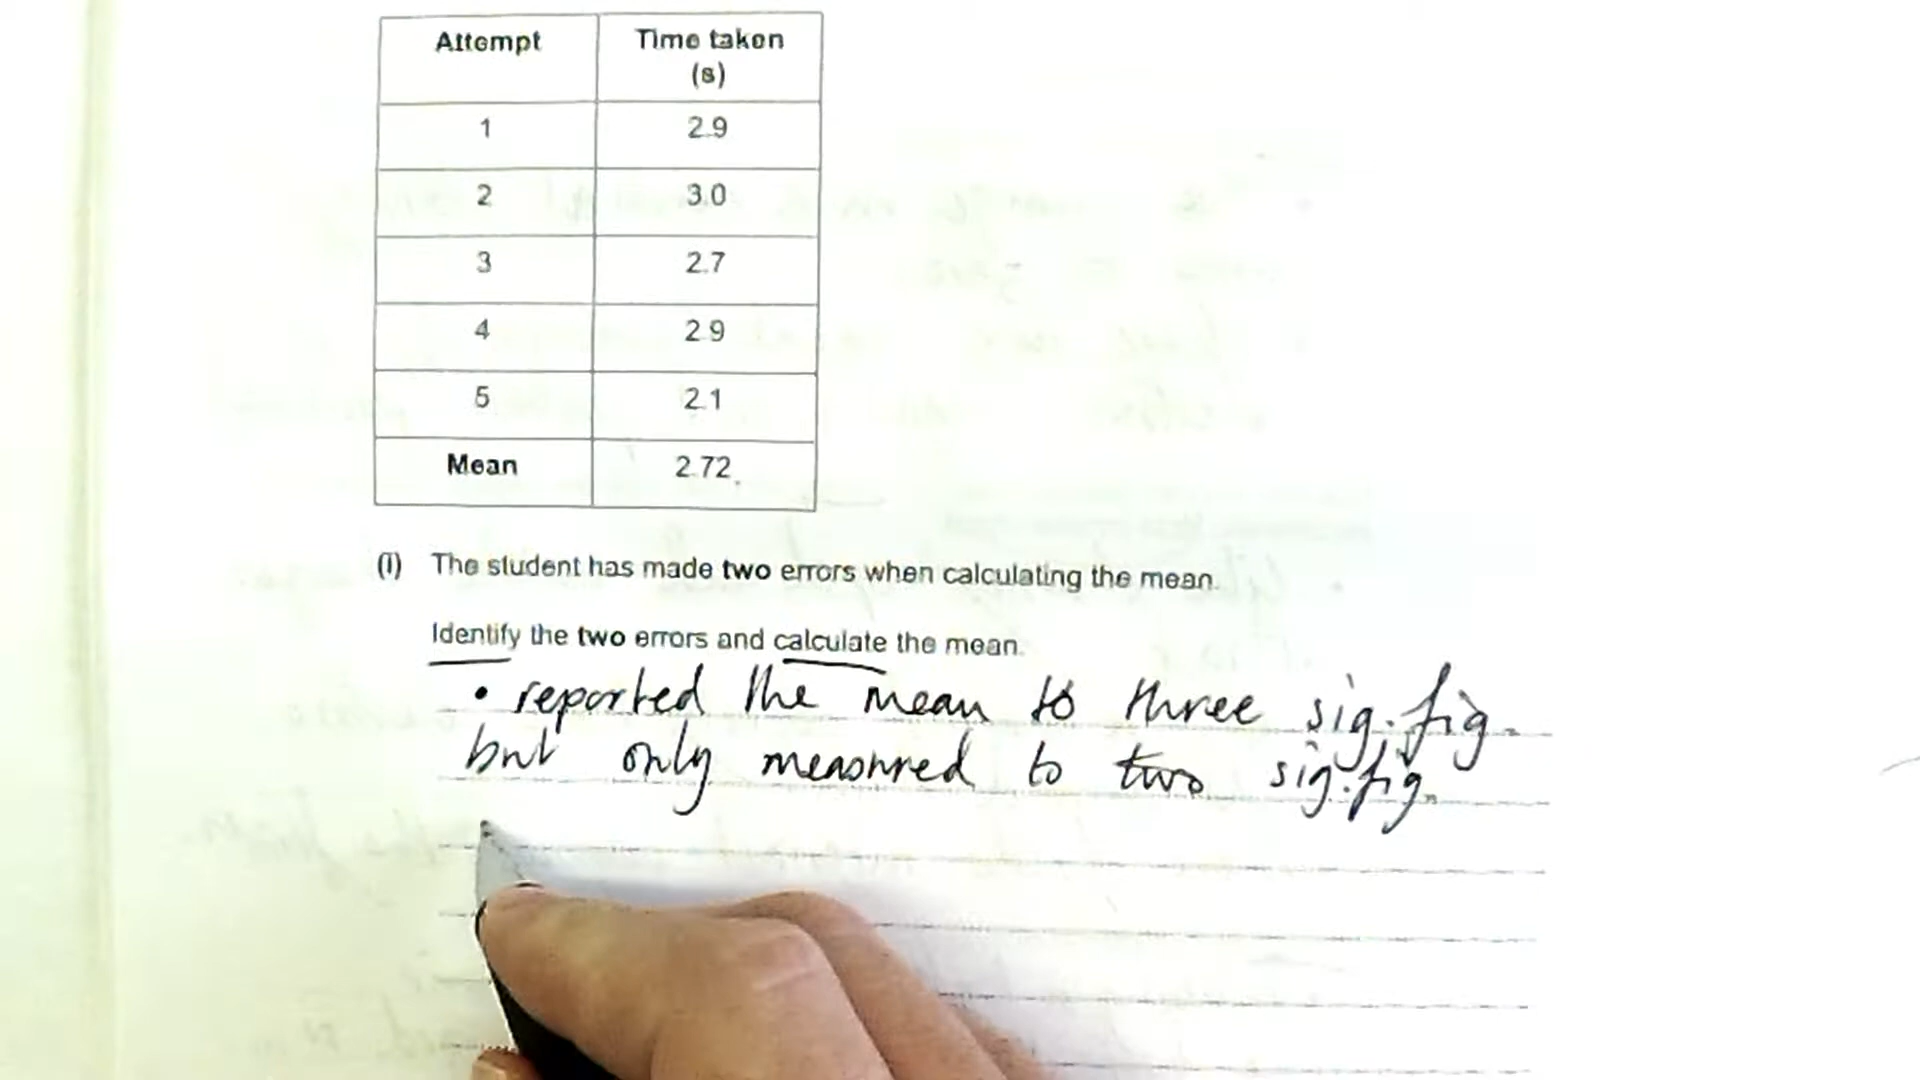 Attempt Time taken (s)
1 2.9
2 3.0
3 2.7
4 2.9
5 2.1
Mean 2.72
(i) The student has made two errors when calculating the mean.
Identify the two errors and calculate the mean.
• reported the mean to three sig. fig.
but only measured to two sig. fig.